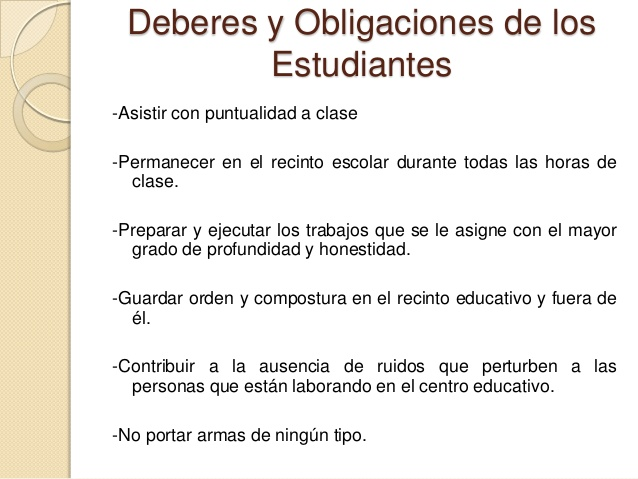 Deberes y Obligaciones de los
Estudiantes
-Asistir con puntualidad a clase
-Permanecer en el recinto escolar durante todas las horas de
clase.
-Preparar y ejecutar los trabajos que se le asigne con el mayor
grado de profundidad y honestidad.
-Guardar orden y compostura en el recinto educativo y fuera de
él.
-Contribuir a la ausencia de ruidos que perturben a las
personas que están laborando en el centro educativo.
-No portar armas de ningún tipo.